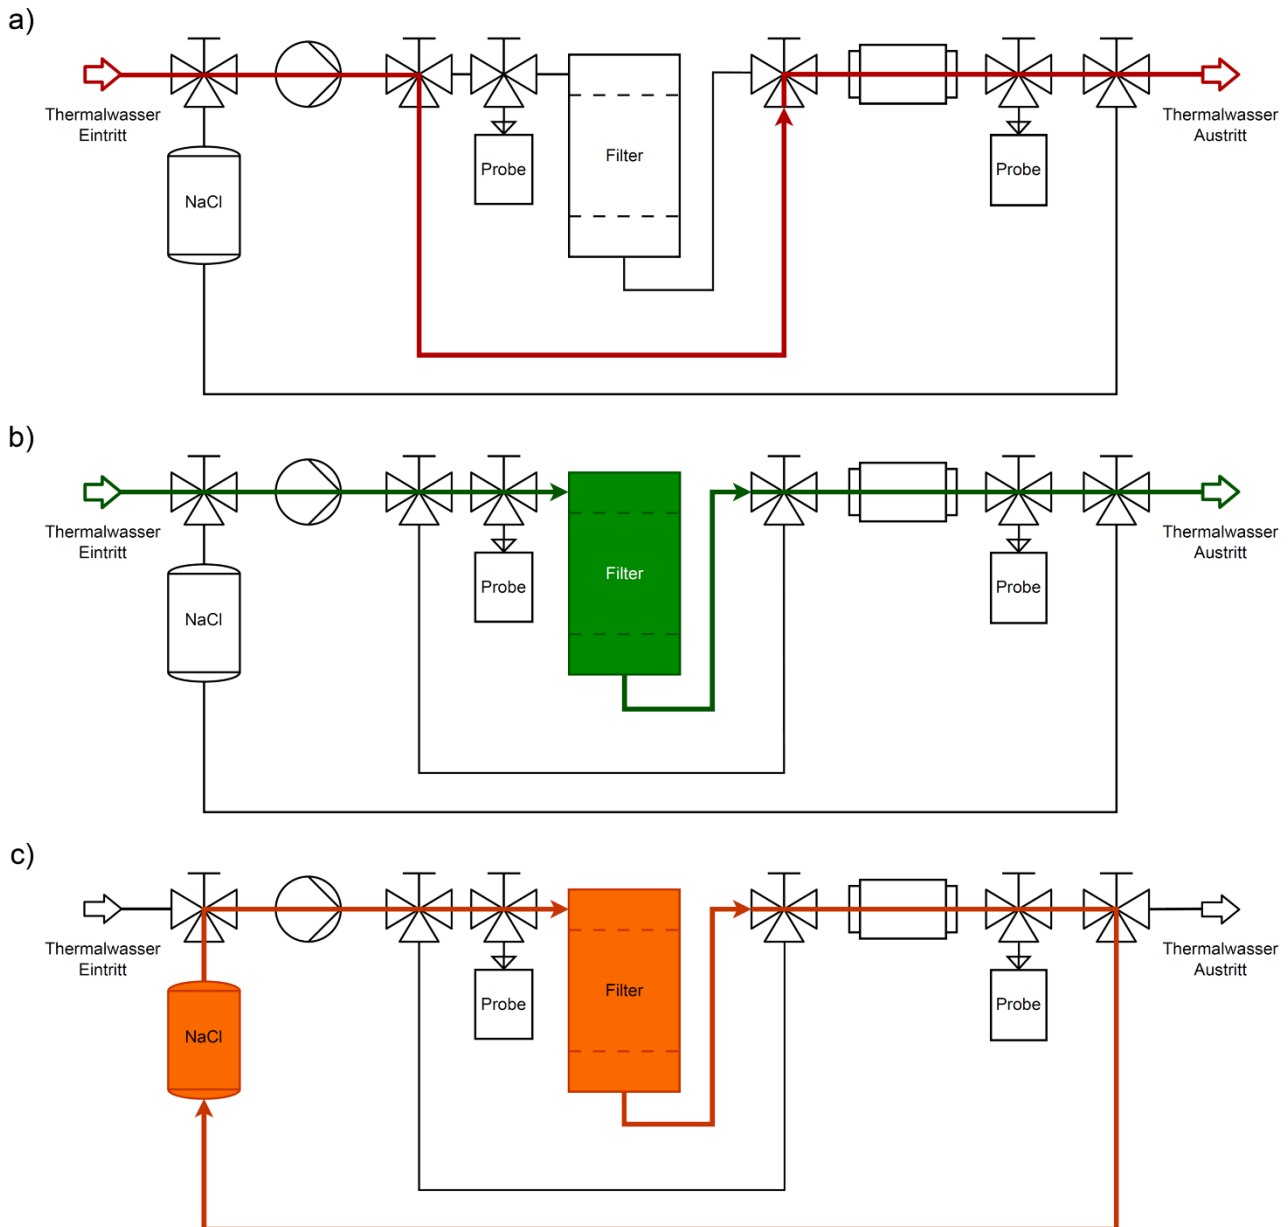 a)
Thermalwasser
Eintritt
NaCl
Probe
Filter
Probe
Thermalwasser
Austritt
b)
Thermalwasser
Eintritt
NaCl
Probe
Filter
Probe
Thermalwasser
Austritt
c)
Thermalwasser
Eintritt
NaCl
Probe
Filter
Probe
Thermalwasser
Austritt